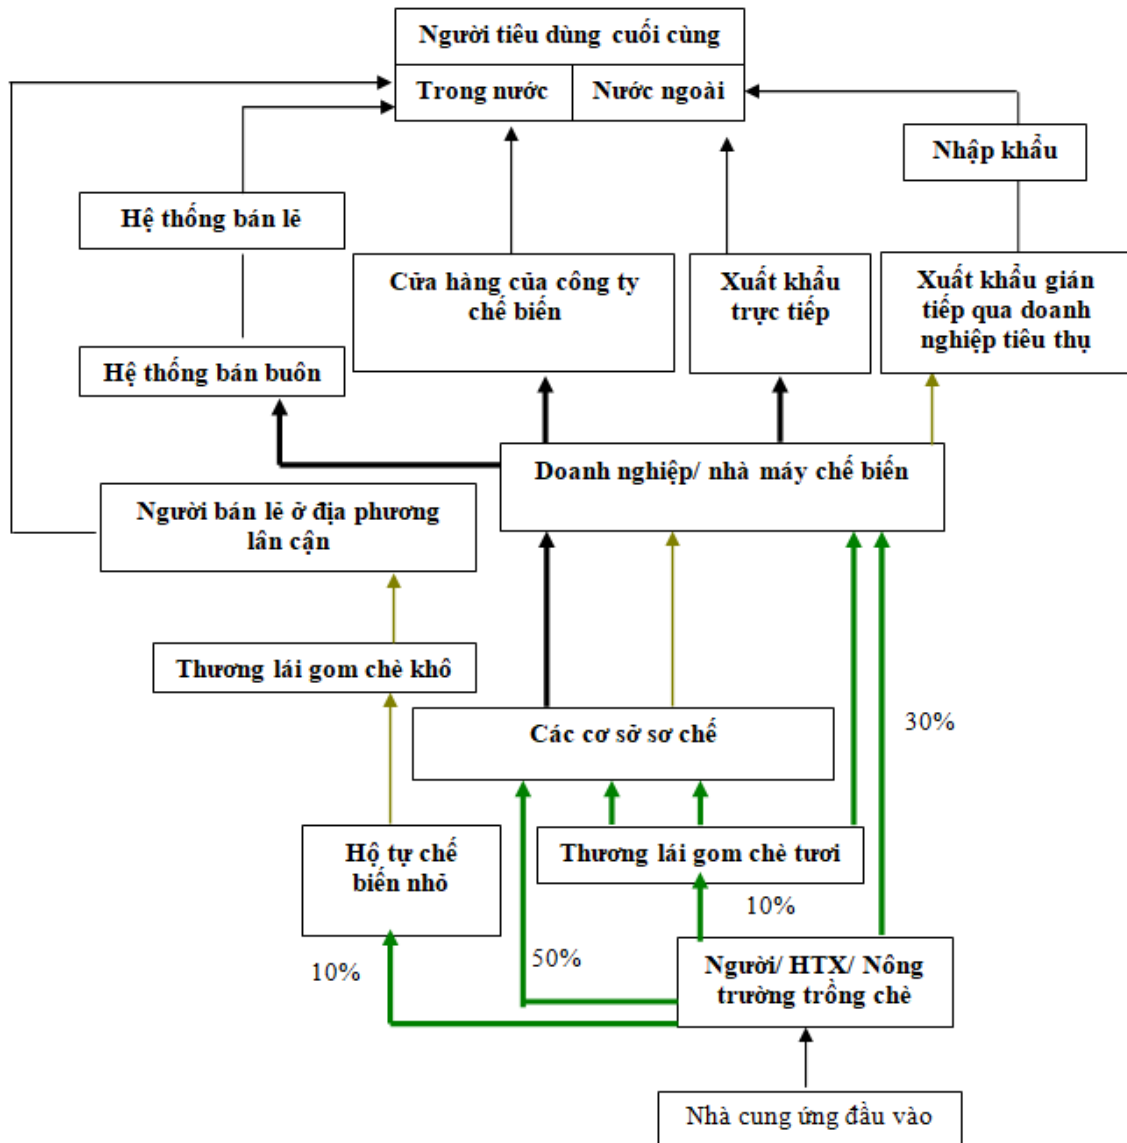 Người tiêu dùng cuối cùng
Trong nước
Nước ngoài
Nhập khẩu
Hệ thống bán lẻ
Cửa hàng của công ty
chế biến
Xuất khẩu
trực tiếp
Xuất khẩu gián
tiếp qua doanh
nghiệp tiêu thụ
Hệ thống bán buôn
Doanh nghiệp/ nhà máy chế biến
Người bán lẻ ở địa phương
lân cận
Thương lái gom chè khô
Các cơ sở sơ chế
30%
Hộ tự chế
biến nhỏ
Thương lái gom chè tươi
10%
50%
10%
Người/ HTX/ Nông
trường trồng chè
Nhà cung ứng đầu vào